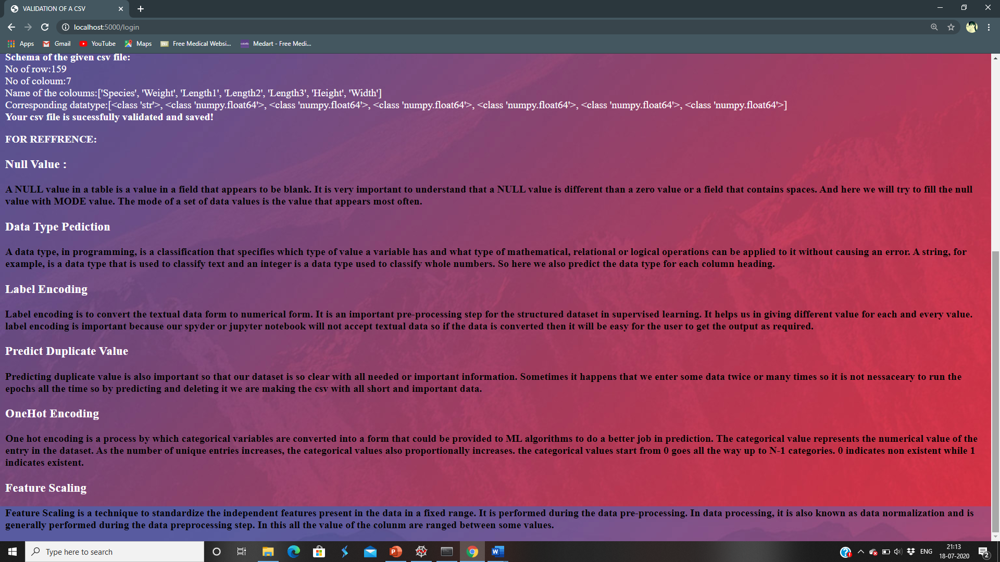 VALIDATION OF A CSV
localhost:5000/login
Apps
Gmail
YouTube
Maps
Free Medical Websi...
colorlib
Medart - Free Medi...
Schema of the given csv file:
No of row:159
No of coloum:7
Name of the coloums:['Species', 'Weight', 'Length1', 'Length2', 'Length3', 'Height', 'Width']
Corresponding datatype:[<class 'str'>, <class 'numpy.float64'>, <class 'numpy.float64'>, <class 'numpy.float64'>, <class 'numpy.float64'>, <class 'numpy.float64'>, <class 'numpy.float64'>]
Your csv file is sucessfully validated and saved!
FOR REFFRENCE:
Null Value :
A NULL value in a table is a value in a field that appears to be blank. It is very important to understand that a NULL value is different than a zero value or a field that contains spaces. And here we will try to fill the null
value with MODE value. The mode of a set of data values is the value that appears most often.
Data Type Pediction
A data type, in programming, is a classification that specifies which type of value a variable has and what type of mathematical, relational or logical operations can be applied to it without causing an error. A string, for
example, is a data type that is used to classify text and an integer is a data type used to classify whole numbers. So here we also predict the data type for each column heading.
Label Encoding
Label encoding is to convert the textual data form to numerical form. It is an important pre-processing step for the structured dataset in supervised learning. It helps us in giving different value for each and every value.
label encoding is important because our spyder or jupyter notebook will not accept textual data so if the data is converted then it will be easy for the user to get the output as required.
Predict Duplicate Value
Predicting duplicate value is also important so that our dataset is so clear with all needed or important information. Sometimes it happens that we enter some data twice or many times so it is not nessaceary to run the
epochs all the time so by predicting and deleting it we are making the csv with all short and important data.
OneHot Encoding
One hot encoding is a process by which categorical variables are converted into a form that could be provided to ML algorithms to do a better job in prediction. The categorical value represents the numerical value of the
entry in the dataset. As the number of unique entries increases, the categorical values also proportionally increases. the categorical values start from 0 goes all the way up to N-1 categories. 0 indicates non existent while 1
indicates existent.
Feature Scaling
Feature Scaling is a technique to standardize the independent features present in the data in a fixed range. It is performed during the data pre-processing. In data processing, it is also known as data normalization and is
generally performed during the data preprocessing step. In this all the value of the colunm are ranged between some values.
Type here to search
ENG
21:13
18-07-2020
2